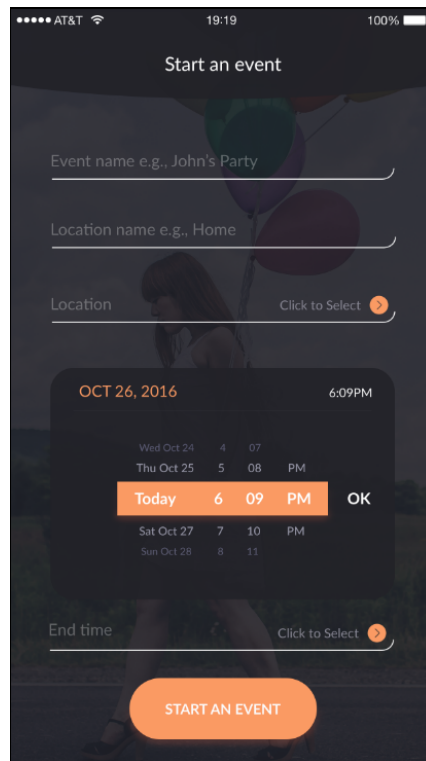 AT&T 19:19 100%
Start an event
Event name e.g., John's Party
Location name e.g., Home
Location Click to Select
OCT 26, 2016 6:09PM
Wed Oct 24 4 07
Thu Oct 25 5 08 PM
Today 6 09 PM OK
Sat Oct 27 7 10 PM
Sun Oct 28 8 11
End time Click to Select
START AN EVENT